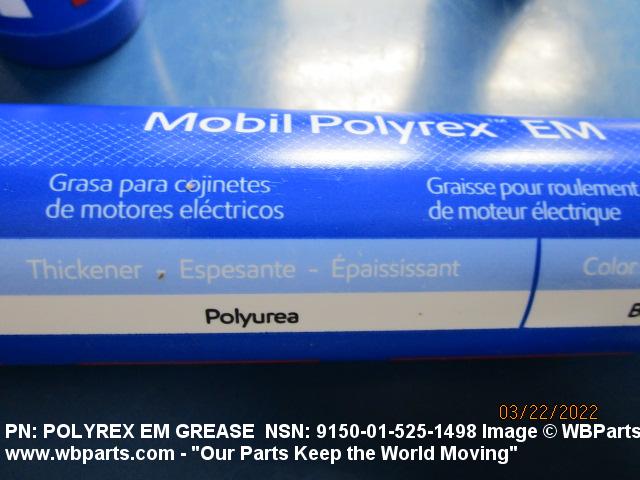 Mobil Polyrex™ EM
Grasa para cojinetes
de motores eléctricos
Graisse pour roulement
de moteur électrique
Thickener - Espesante - Épaississant
Color
Polyurea
B
03/22/2022
PN: POLYREX EM GREASE NSN: 9150-01-525-1498 Image © WBParts
www.wbparts.com - "Our Parts Keep the World Moving"